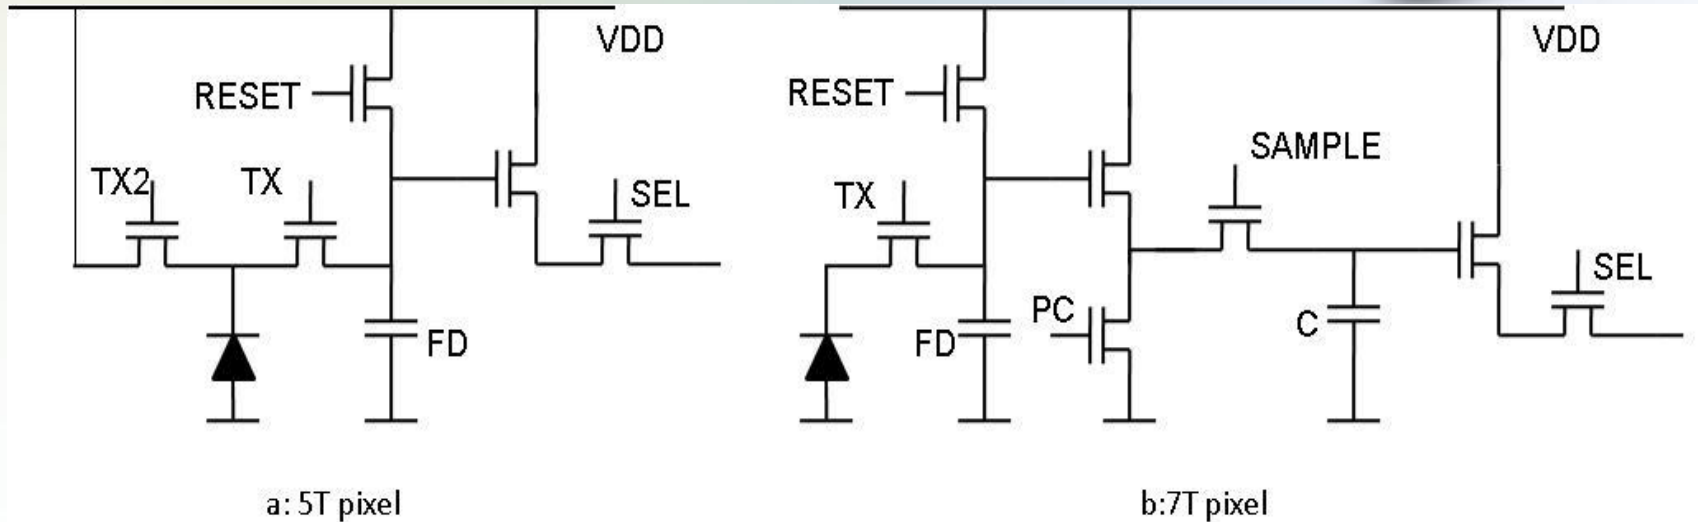 VDD
RESET
TX2
TX
SEL
FD
a: 5T pixel
VDD
RESET
SAMPLE
TX
SEL
PC
FD
C
b:7T pixel